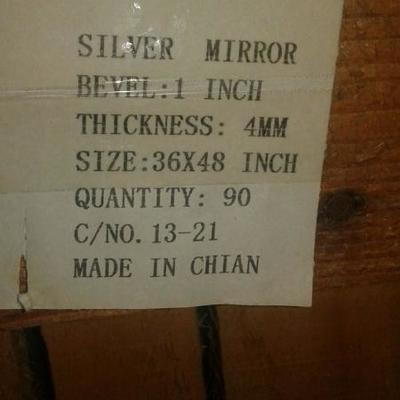 SILVER MIRROR
BEVEL:1 INCH
THICKNESS: 4MM
SIZE:36X48 INCH
QUANTITY: 90
C/NO.13-21
MADE IN CHIAN